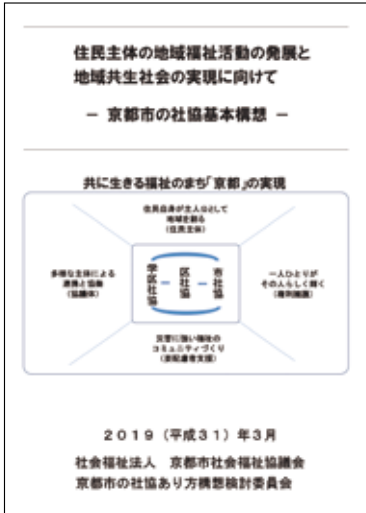 住民主体の地域福祉活動の発展と
地域共生社会の実現に向けて
－ 京都市の社協基本構想 －
共に生きる福祉のまち「京都」の実現
住民自身が主人公として
地域を創る
（住民主体）
多様な主体による
連携と協働
（協議体）
学区社協
区社協
市社協
一人ひとりが
その人らしく輝く
（権利擁護）
災害に強い福祉の
コミュニティづくり
（要配慮者支援）
２０１９（平成３１）年３月
社会福祉法人　京都市社会福祉協議会
京都市の社協あり方構想検討委員会